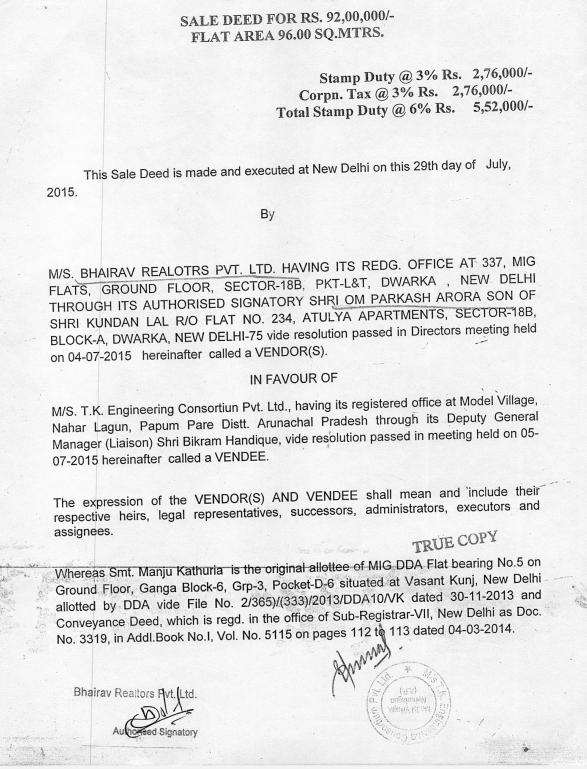 SALE DEED FOR RS. 92,00,000/-
FLAT AREA 96.00 SQ.MTRS.
Stamp Duty @ 3% Rs. 2,76,000/-
Corpn. Tax @ 3% Rs. 2,76,000/-
Total Stamp Duty @ 6% Rs. 5,52,000/-
This Sale Deed is made and executed at New Delhi on this 29th day of July,
2015.
By
M/S. BHAIRAV REALOTRS PVT. LTD. HAVING ITS REDG. OFFICE AT 337, MIG
FLATS, GROUND FLOOR, SECTOR-18B, PKT-L&T, DWARKA , NEW DELHI
THROUGH ITS AUTHORISED SIGNATORY SHRI OM PARKASH ARORA SON OF
SHRI KUNDAN LAL R/O FLAT NO. 234, ATULYA APARTMENTS, SECTOR-18B,
BLOCK-A, DWARKA, NEW DELHI-75 vide resolution passed in Directors meeting held
on 04-07-2015 hereinafter called a VENDOR(S).
IN FAVOUR OF
M/S. T.K. Engineering Consortiun Pvt. Ltd., having its registered office at Model Village,
Nahar Lagun, Papum Pare Distt. Arunachal Pradesh through its Deputy General
Manager (Liaison) Shri Bikram Handique, vide resolution passed in meeting held on 05-
07-2015 hereinafter called a VENDEE.
The expression of the VENDOR(S) AND VENDEE shall mean and include their
respective heirs, legal representatives, successors, administrators, executors and
assignees.
TRUE COPY
Whereas Smt. Manju Kathuria is the original allottee of MIG DDA Flat bearing No.5 on
Ground Floor, Ganga Block-6, Grp-3, Pocket-D-6 situated at Vasant Kunj, New Delhi
allotted by DDA vide File No. 2/365)/(333)/2013/DDA10/VK dated 30-11-2013 and
Conveyance Deed, which is regd. in the office of Sub-Registrar-VII, New Delhi as Doc.
No. 3319, in Addl.Book No.I, Vol. No. 5115 on pages 112 to 113 dated 04-03-2014.
Bhairav Realtors Pvt. Ltd.
Authorised Signatory